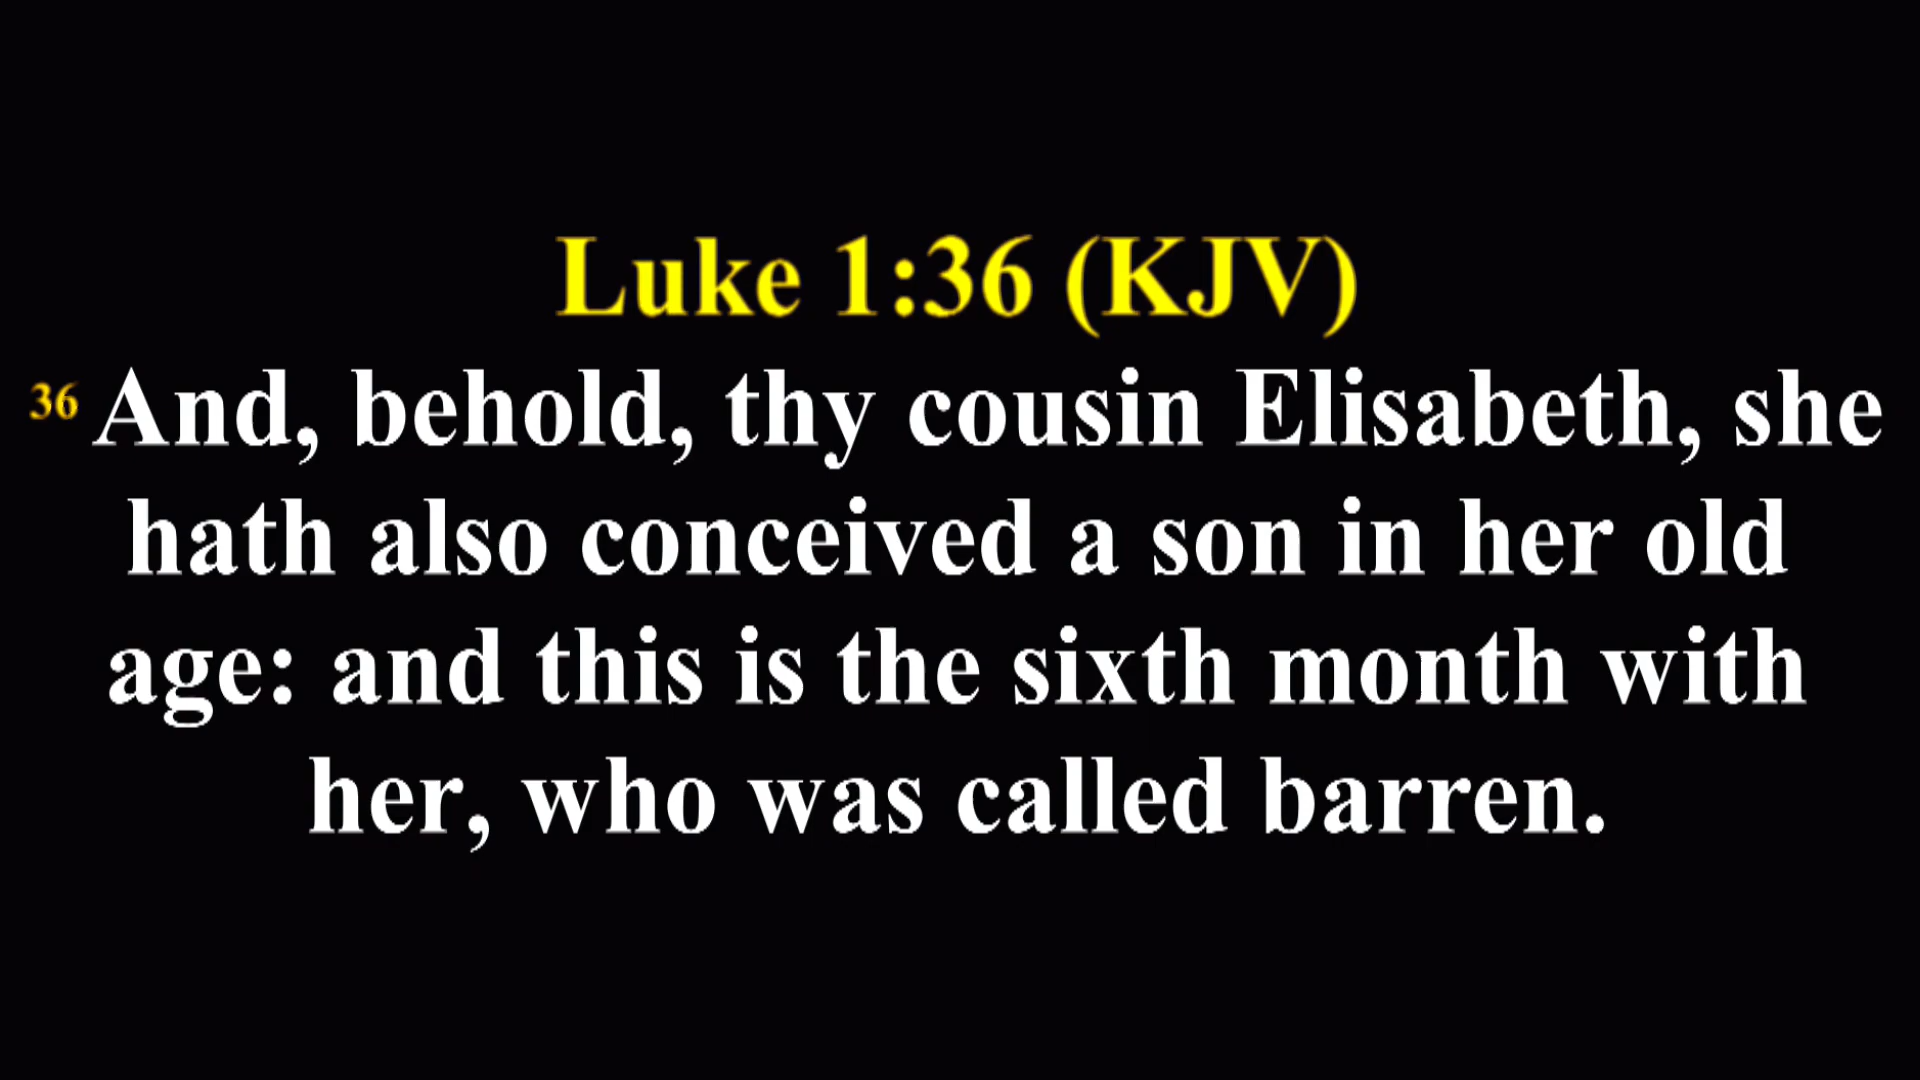 Luke 1:36 (KJV)
36 And, behold, thy cousin Elisabeth, she
hath also conceived a son in her old
age: and this is the sixth month with
her, who was called barren.